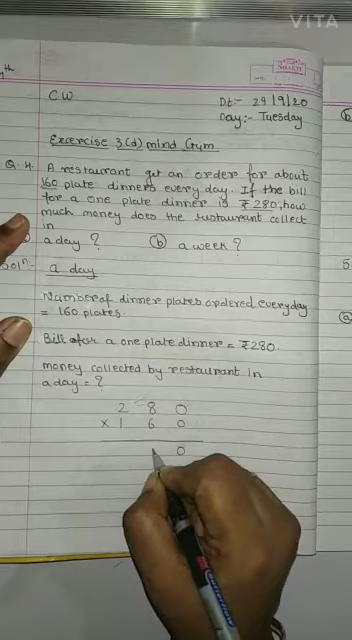 VITA
SHAKTI
CW
Dt:- 29/9/20
Day:- Tuesday
Excercise 3(d) mind Gym
Q.4. A restaurant get an ordere for about
160 plate dinners every day. If the bill
for a one plate dinner is ₹280, how
much money does the restaurant collect
in
a day? (b) a week?
Solⁿ- a day
Number of dinner plates ordered everyday
= 160 plates.
Bill for a one plate dinner = ₹280.
money collected by restaurant in
a day = ?
2 8 0
× 1 6 0
0